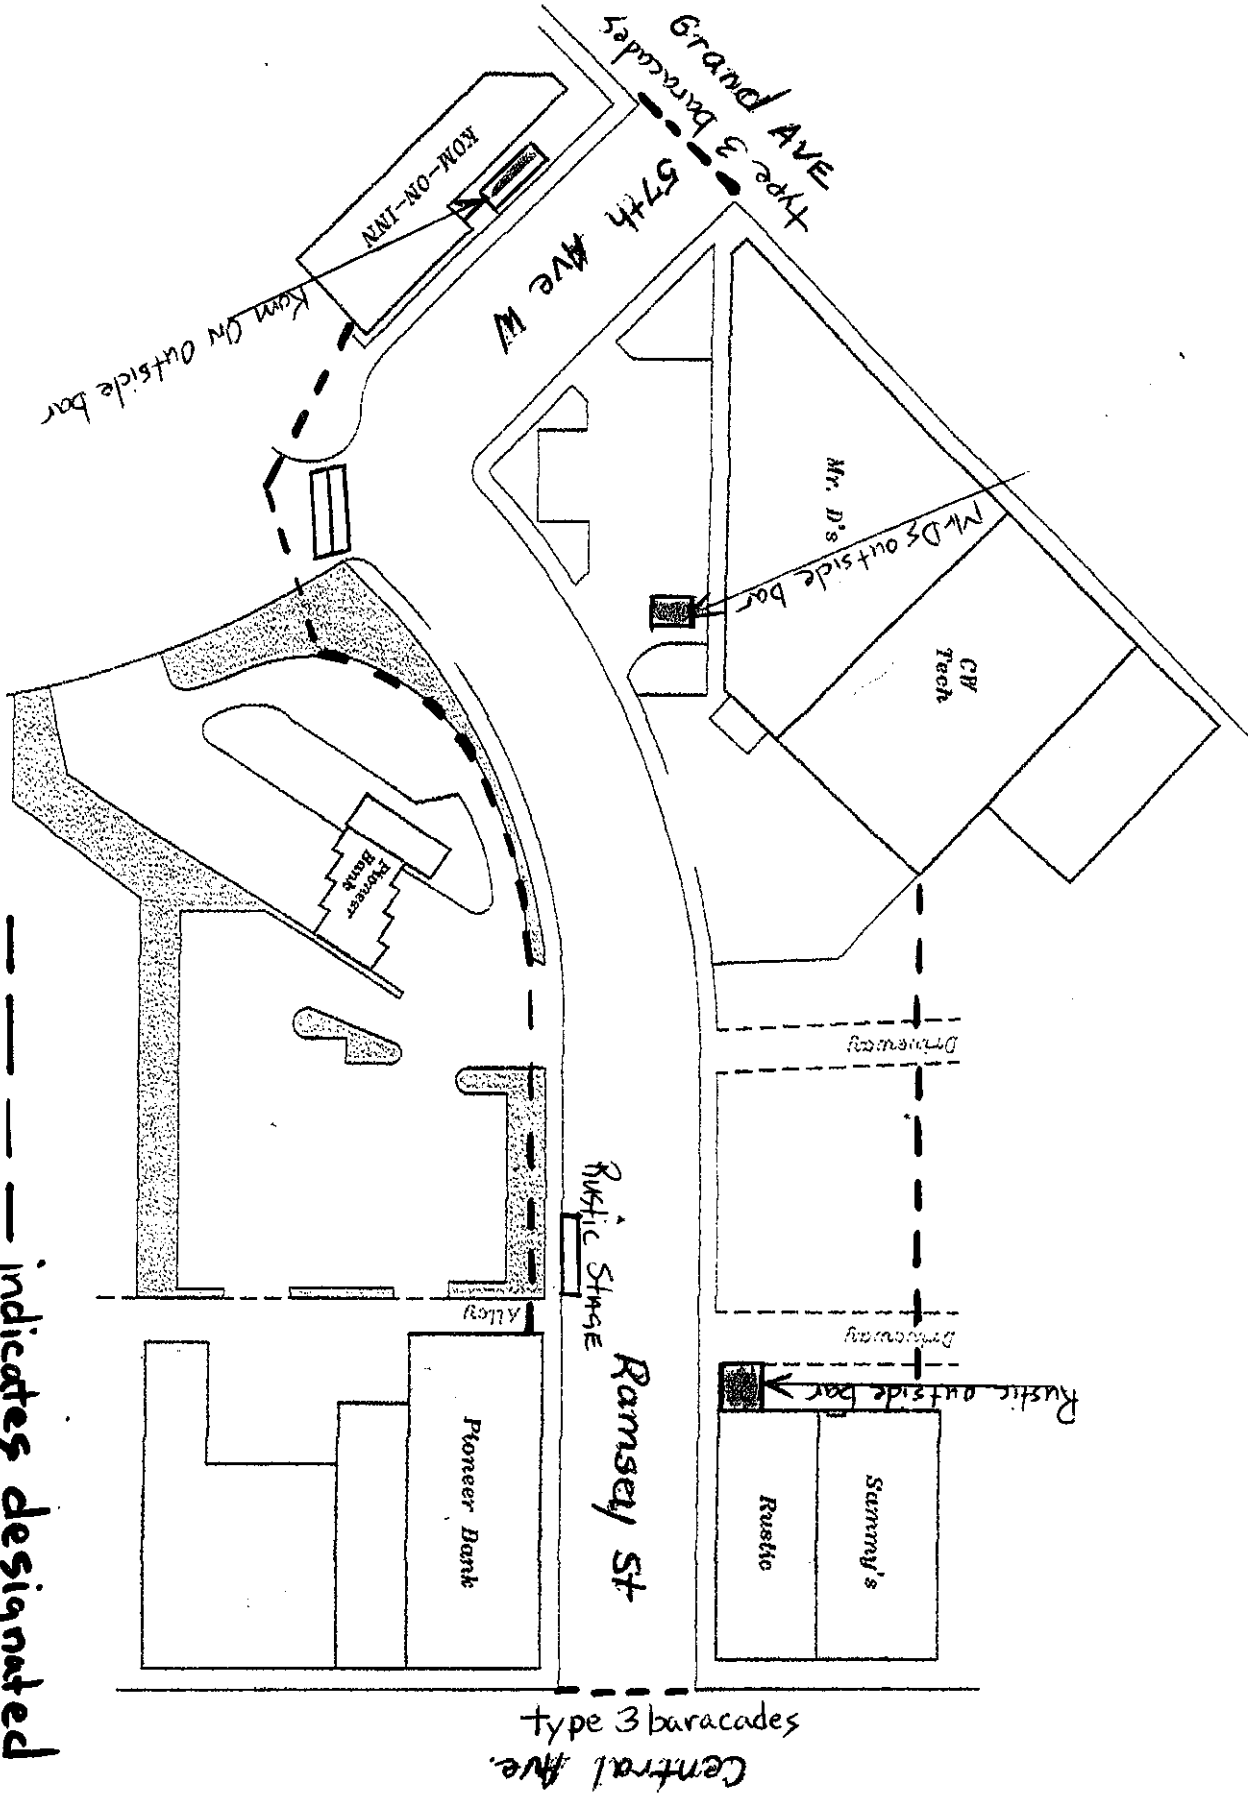 Grand AVE
type 3 baracades
57th Ave W
KOM-ON-INN
Kom On Outside bar
Mr. D's
Mr Ds outside bar
CW
Tech
Pioneer
Bank
Driveway
Driveway
Rustic Stage
Alley
Rustic outside bar
Ramsey St
Pioneer Bank
Rustic
Sammy's
type 3 baracades
Central Ave.
indicates designated